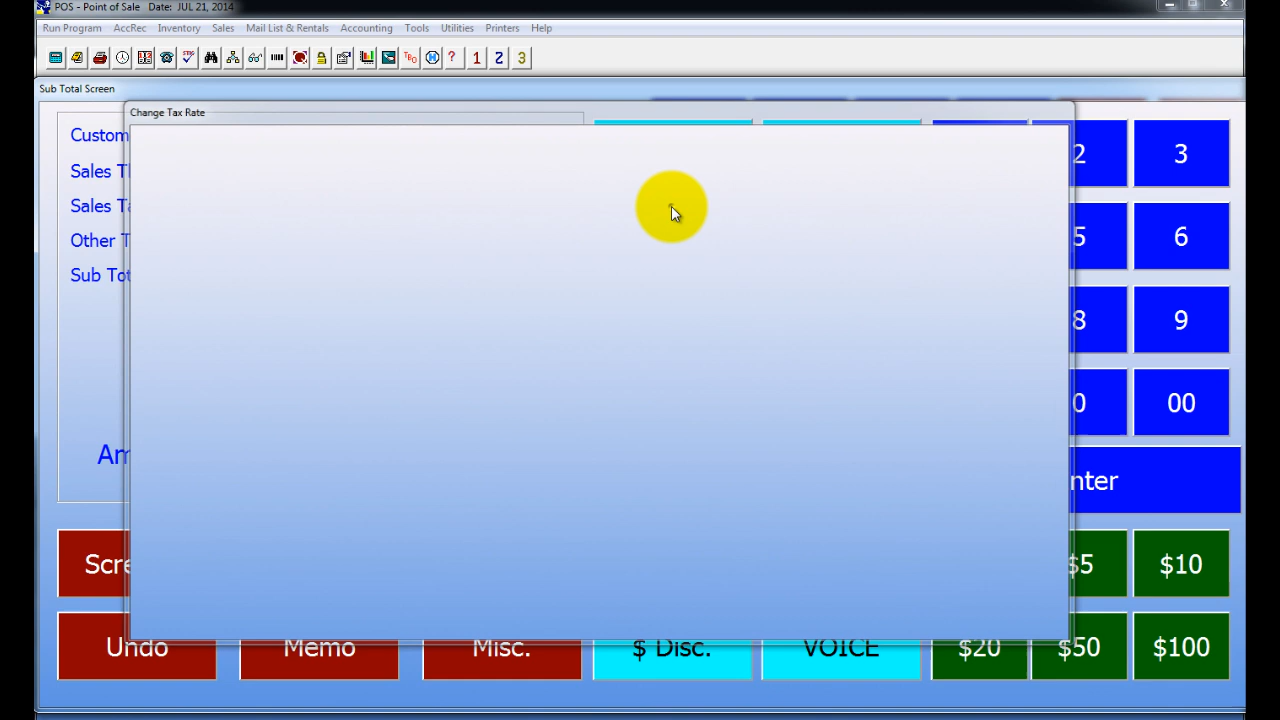 POS - Point of Sale Date: JUL 21, 2014
Run Program AccRec Inventory Sales Mail List & Rentals Accounting Tools Utilities Printers Help
? 1 2 3
Sub Total Screen
Change Tax Rate
Custom
Sales T
Sales Ta
Other T
Sub Tot
Am
2 3
5 6
8 9
0 00
nter
Scre
$5 $10
Undo Memo Misc. $ Disc. VOICE $20 $50 $100